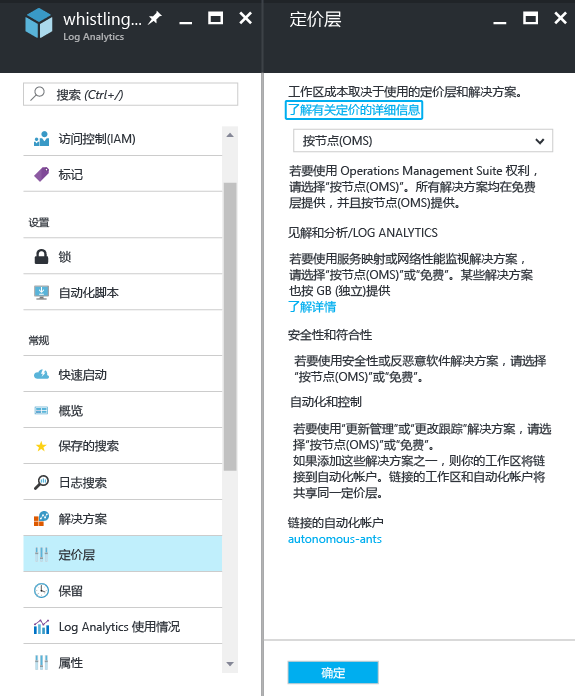 whistling...
Log Analytics
搜索 (Ctrl+/)
访问控制(IAM)
标记
设置
锁
自动化脚本
常规
快速启动
概览
保存的搜索
日志搜索
解决方案
定价层
保留
Log Analytics 使用情况
属性
定价层
工作区成本取决于使用的定价层和解决方案。
了解有关定价的详细信息
按节点(OMS)
若要使用 Operations Management Suite 权利，
请选择“按节点(OMS)”。所有解决方案均在免费
层提供，并且按节点(OMS)提供。
见解和分析/LOG ANALYTICS
若要使用服务映射或网络性能监视解决方案，
请选择“按节点(OMS)”或“免费”。某些解决方案
也按 GB (独立)提供
了解详情
安全性和符合性
若要使用安全性或反恶意软件解决方案，请选择
“按节点(OMS)”或“免费”。
自动化和控制
若要使用“更新管理”或“更改跟踪”解决方案，请选
择“按节点(OMS)”或“免费”。
如果添加这些解决方案之一，则你的工作区将链
接到自动化帐户。链接的工作区和自动化帐户将
共享同一定价层。
链接的自动化帐户
autonomous-ants
确定